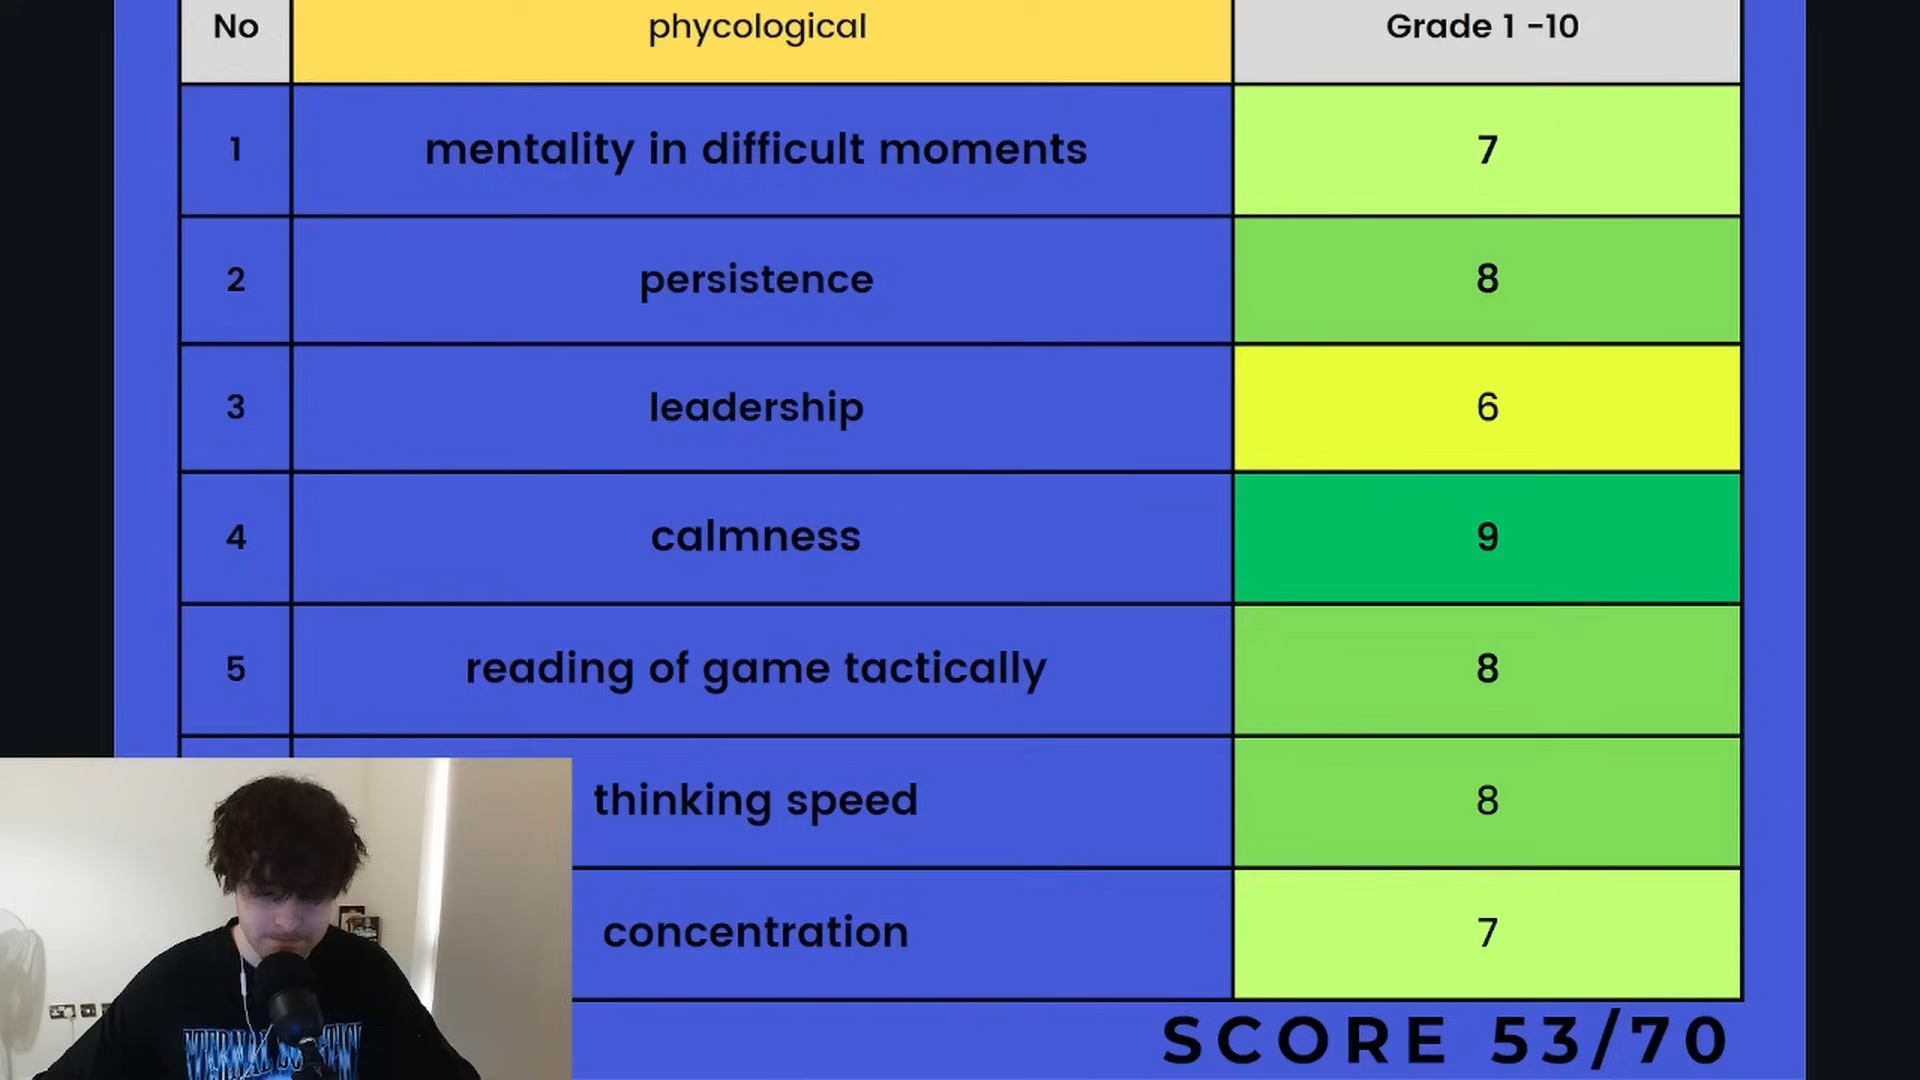 No phycological Grade 1 -10
1 mentality in difficult moments 7
2 persistence 8
3 leadership 6
4 calmness 9
5 reading of game tactically 8
thinking speed 8
concentration 7
SCORE 53/70